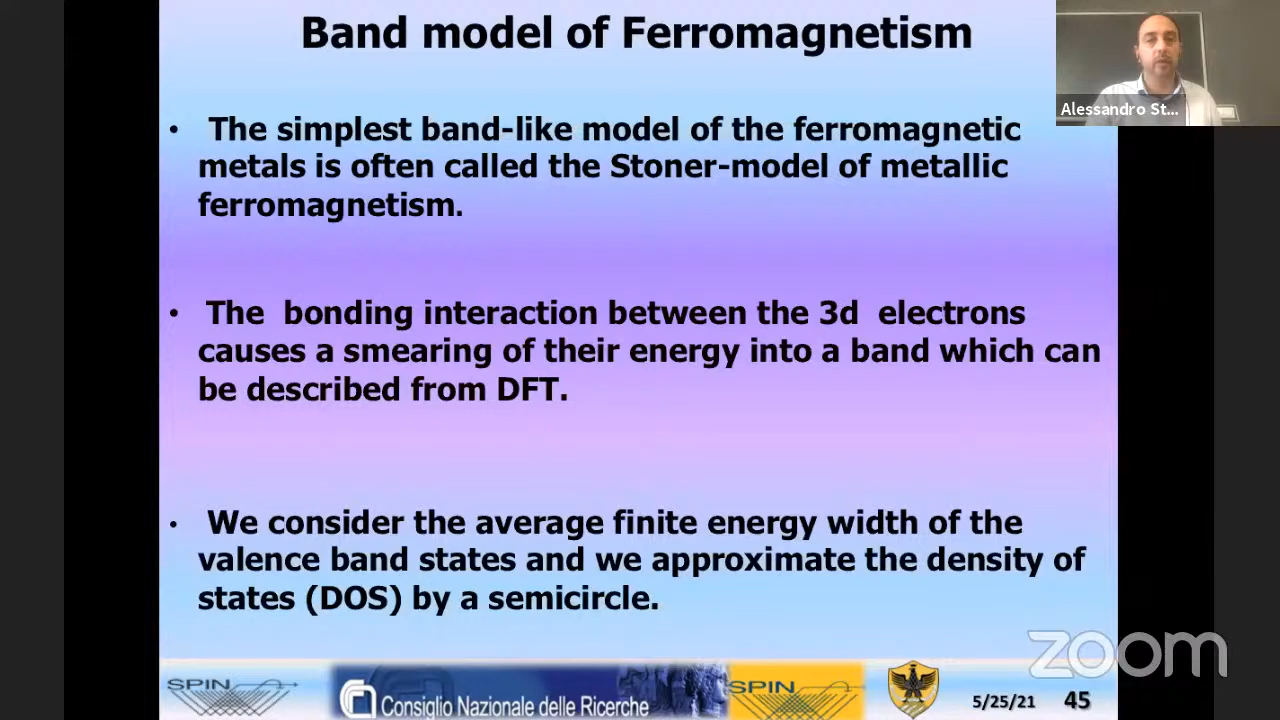 Band model of Ferromagnetism
Alessandro St...
• The simplest band-like model of the ferromagnetic
metals is often called the Stoner-model of metallic
ferromagnetism.
• The bonding interaction between the 3d electrons
causes a smearing of their energy into a band which can
be described from DFT.
• We consider the average finite energy width of the
valence band states and we approximate the density of
states (DOS) by a semicircle.
zoom
SPIN
Consiglio Nazionale delle Ricerche
SPIN
5/25/21
45